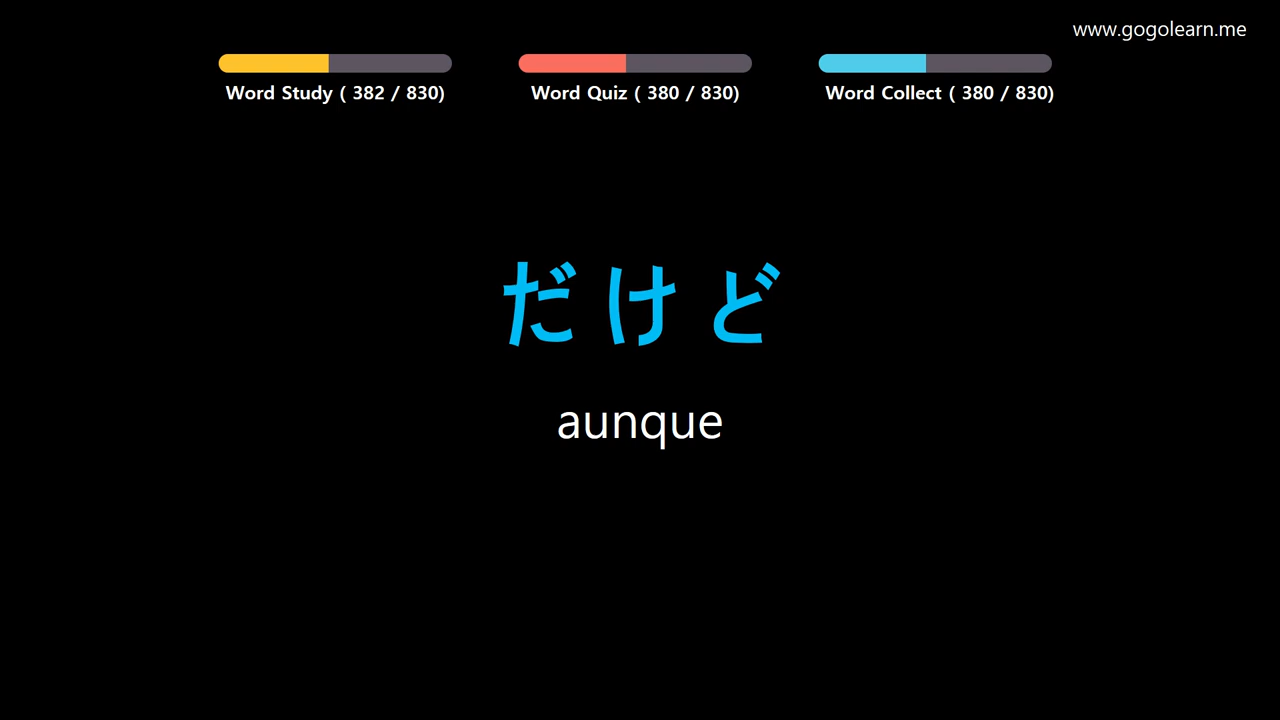 www.gogolearn.me
Word Study ( 382 / 830)
Word Quiz ( 380 / 830)
Word Collect ( 380 / 830)
だけど
aunque